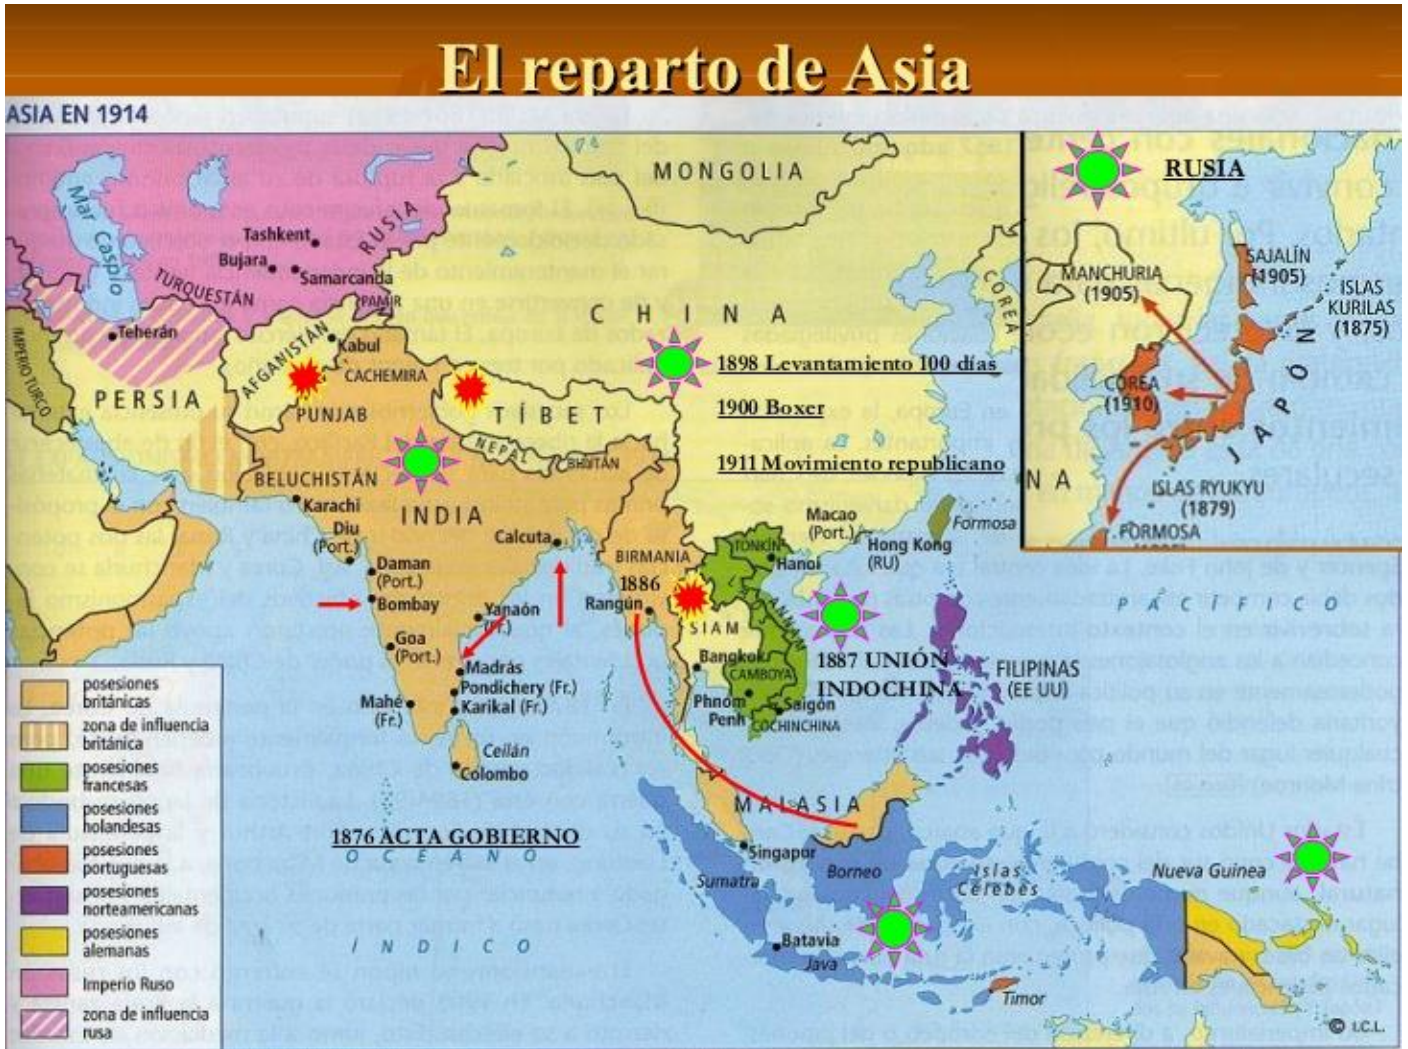 El reparto de Asia
ASIA EN 1914
MONGOLIA
RUSIA
Mar Caspio
Tashkent
Bujara
Samarcanda
RUSIA
TURQUESTÁN
PAMIR
Teherán
IMPERIO TURCO
PERSIA
AFGANISTÁN
Kabul
CACHEMIRA
PUNJAB
CHINA
COREA
1898 Levantamiento 100 días
1900 Boxer
1911 Movimiento republicano
TIBET
NEPAL
BHUTÁN
BELUCHISTÁN
Karachi
INDIA
Diu
(Port.)
Daman
(Port.)
Bombay
Calcuta
Yanaón
(Fr.)
Goa
(Port.)
Madrás
Pondichery (Fr.)
Karikal (Fr.)
Mahé
(Fr.)
Ceilán
Colombo
BIRMANIA
1886
Rangún
SIAM
Bangkok
TONKÍN
Hanoi
ANNAM
CAMBOYA
Phnom
Penh
Saigón
COCHINCHINA
Macao
(Port.)
Hong Kong
(RU)
Formosa
1887 UNIÓN
INDOCHINA
FILIPINAS
(EE UU)
PACÍFICO
MANCHURIA
(1905)
SAJALÍN
(1905)
ISLAS
KURILAS
(1875)
COREA
(1910)
JAPÓN
NA
ISLAS RYUKYU
(1879)
FORMOSA
MALASIA
Singapor
Sumatra
Borneo
Islas
Célebes
Nueva Guinea
Batavia
Java
Timor
1876 ACTA GOBIERNO
OCEANO
ÍNDICO
posesiones
británicas
zona de influencia
británica
posesiones
francesas
posesiones
holandesas
posesiones
portuguesas
posesiones
norteamericanas
posesiones
alemanas
Imperio Ruso
zona de influencia
rusa
© I.C.L.